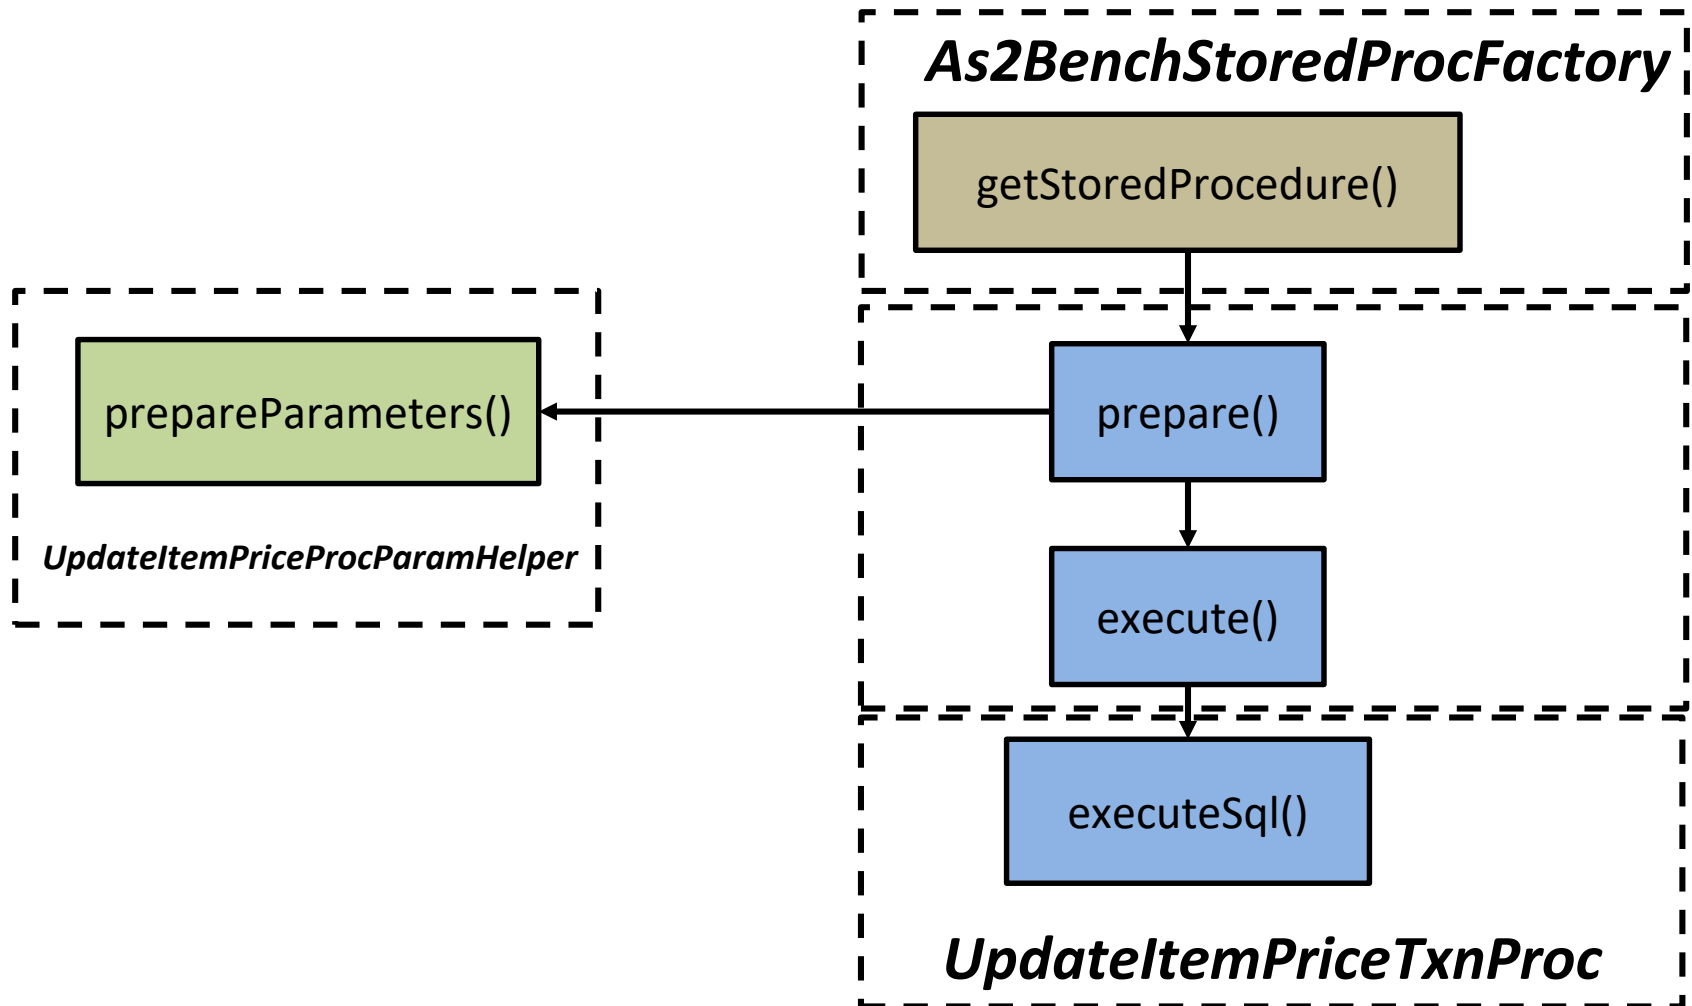 As2BenchStoredProcFactory
getStoredProcedure()
prepareParameters()
prepare()
UpdateItemPriceProcParamHelper
execute()
executeSql()
UpdateItemPriceTxnProc